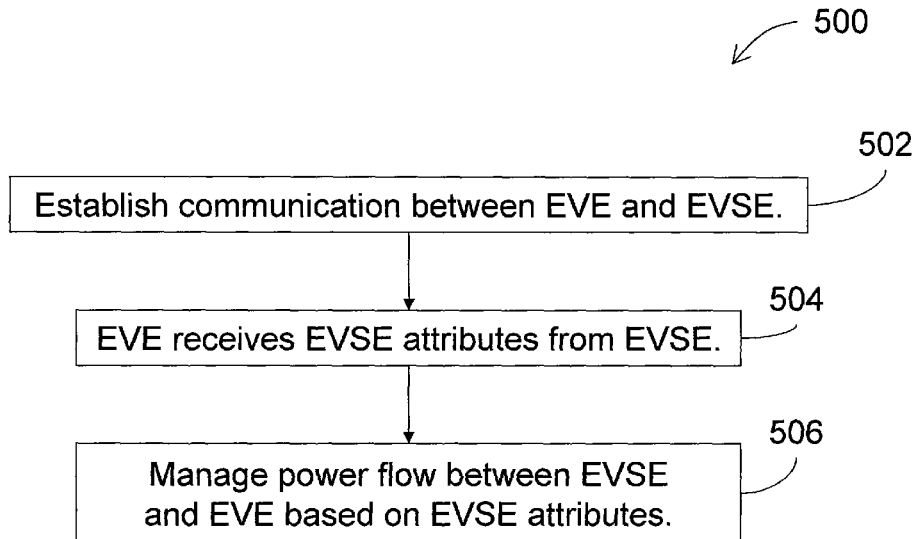 500
502
Establish communication between EVE and EVSE.
504
EVE receives EVSE attributes from EVSE.
506
Manage power flow between EVSE
and EVE based on EVSE attributes.